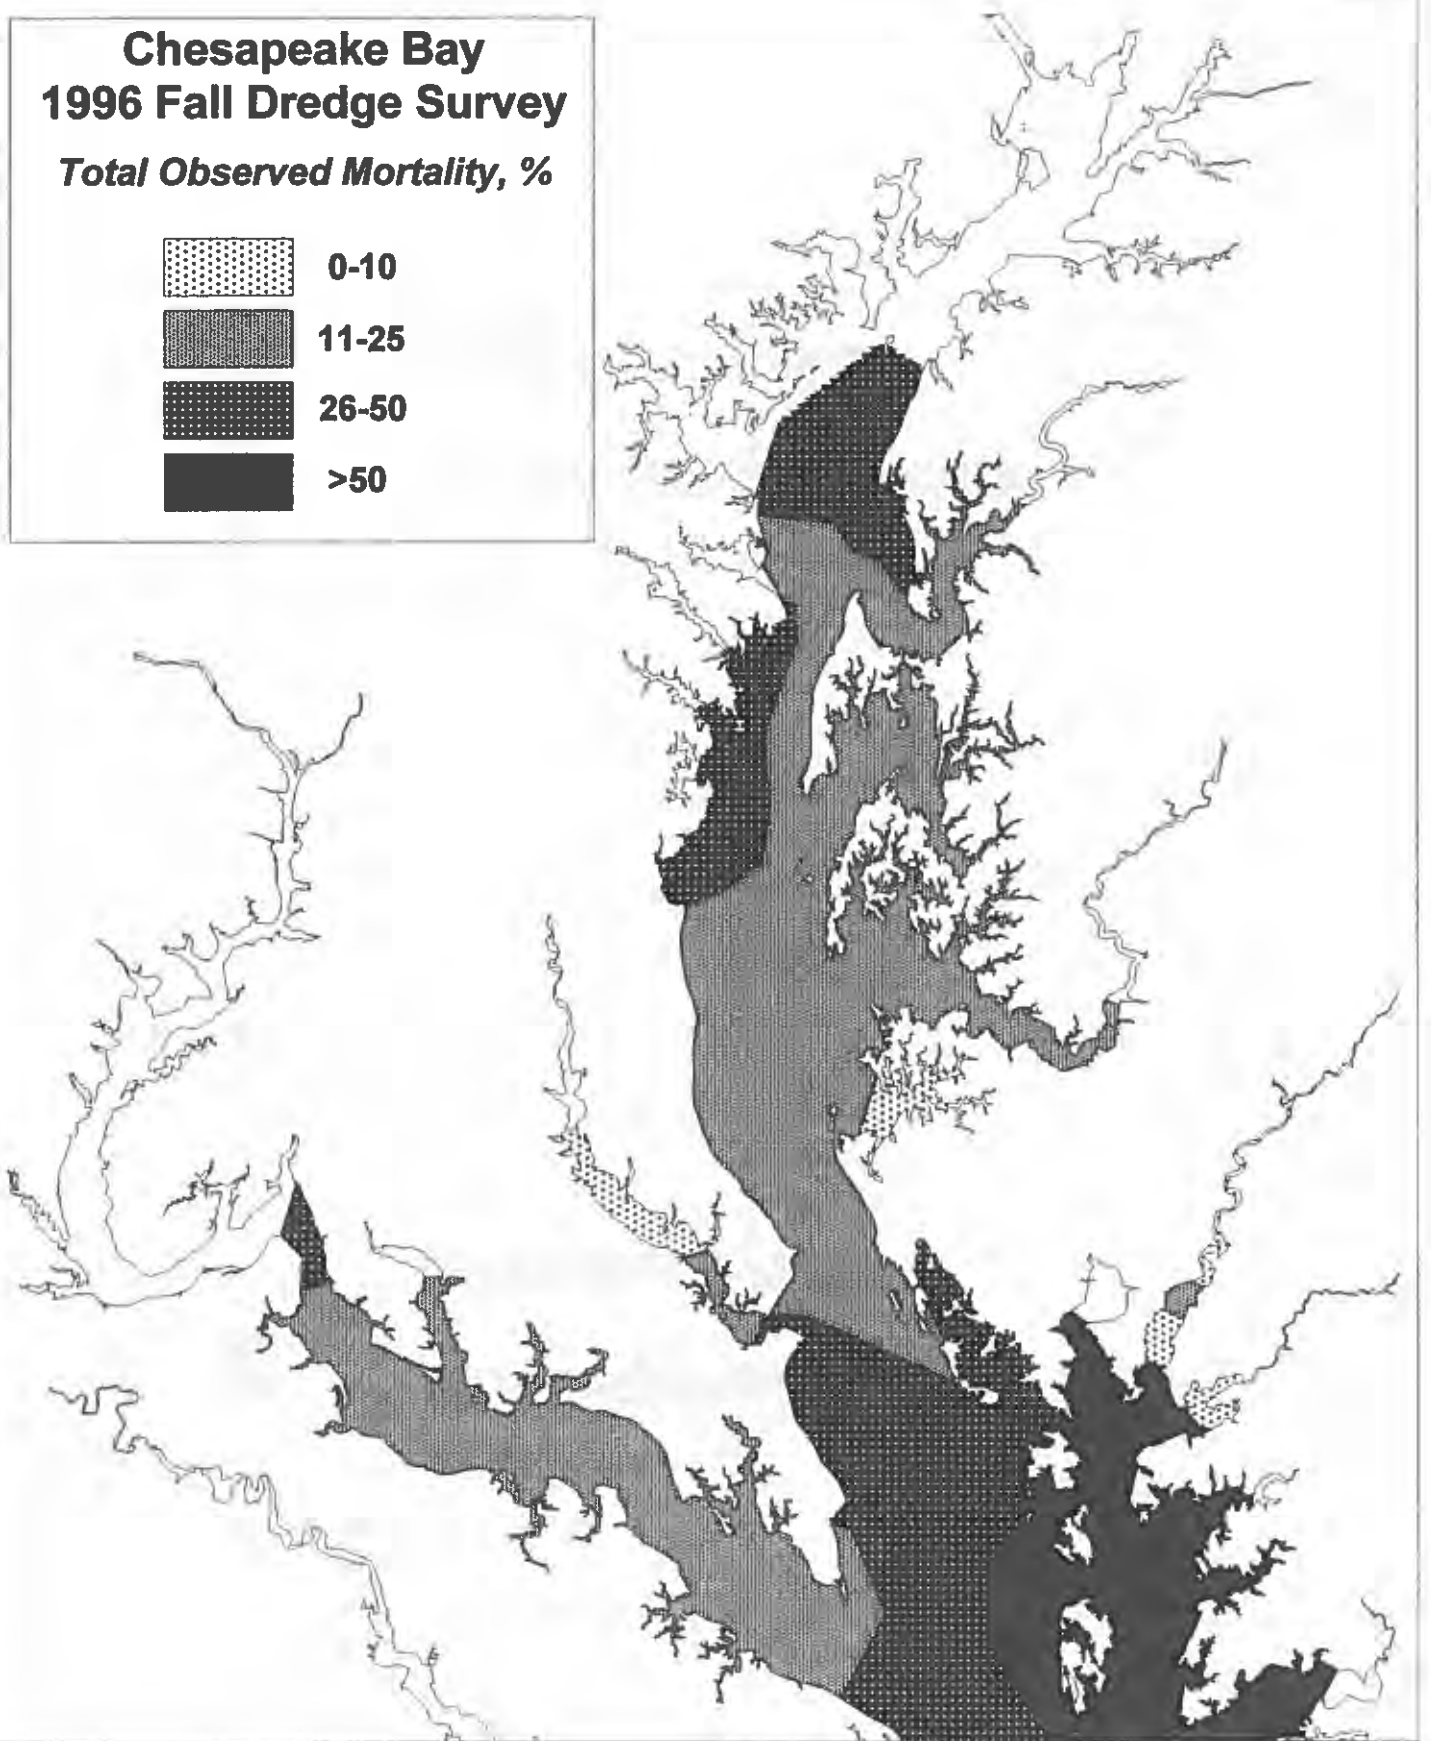 Chesapeake Bay
1996 Fall Dredge Survey
Total Observed Mortality, %
0-10
11-25
26-50
>50